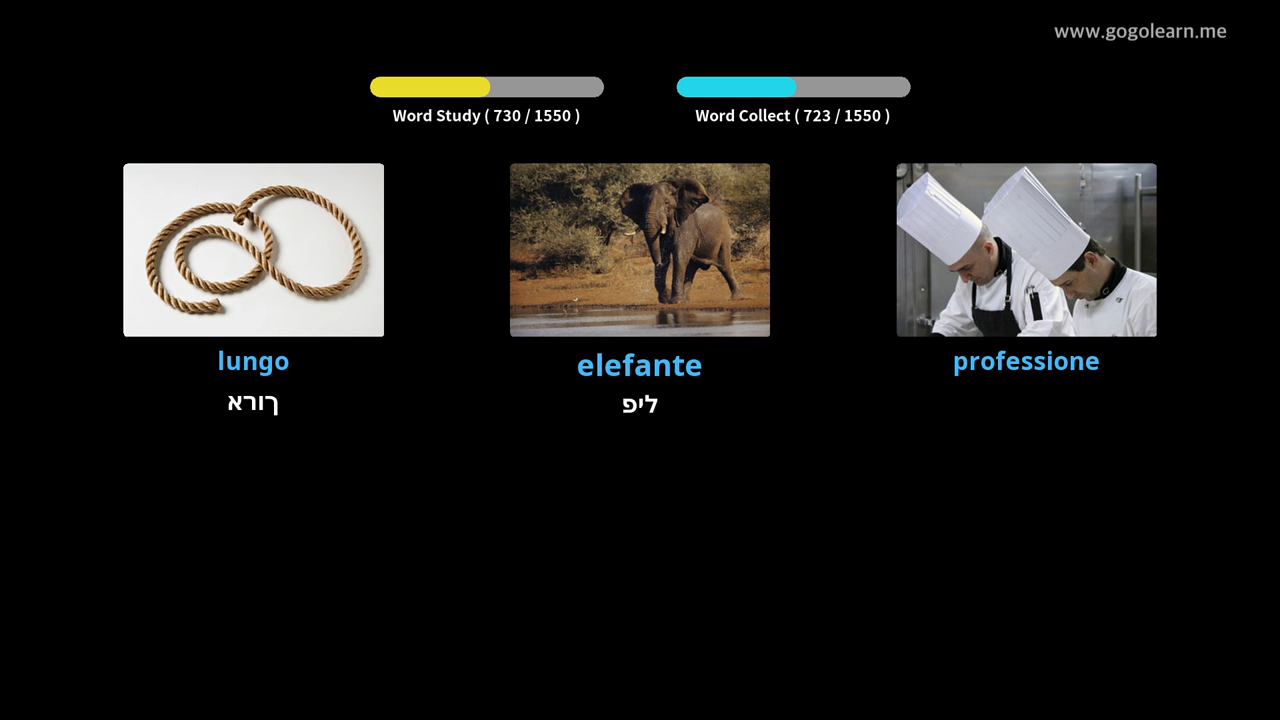 www.gogolearn.me
Word Study ( 730 / 1550 )
Word Collect ( 723 / 1550 )
lungo
elefante
professione
ארוך
פיל